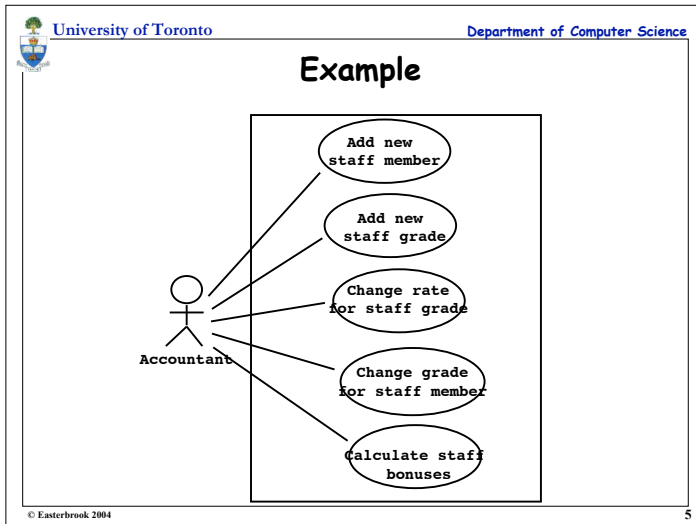 University of Toronto
Department of Computer Science
Example
Add new
staff member
Add new
staff grade
Change rate
for staff grade
Accountant
Change grade
for staff member
Calculate staff
bonuses
© Easterbrook 2004
5